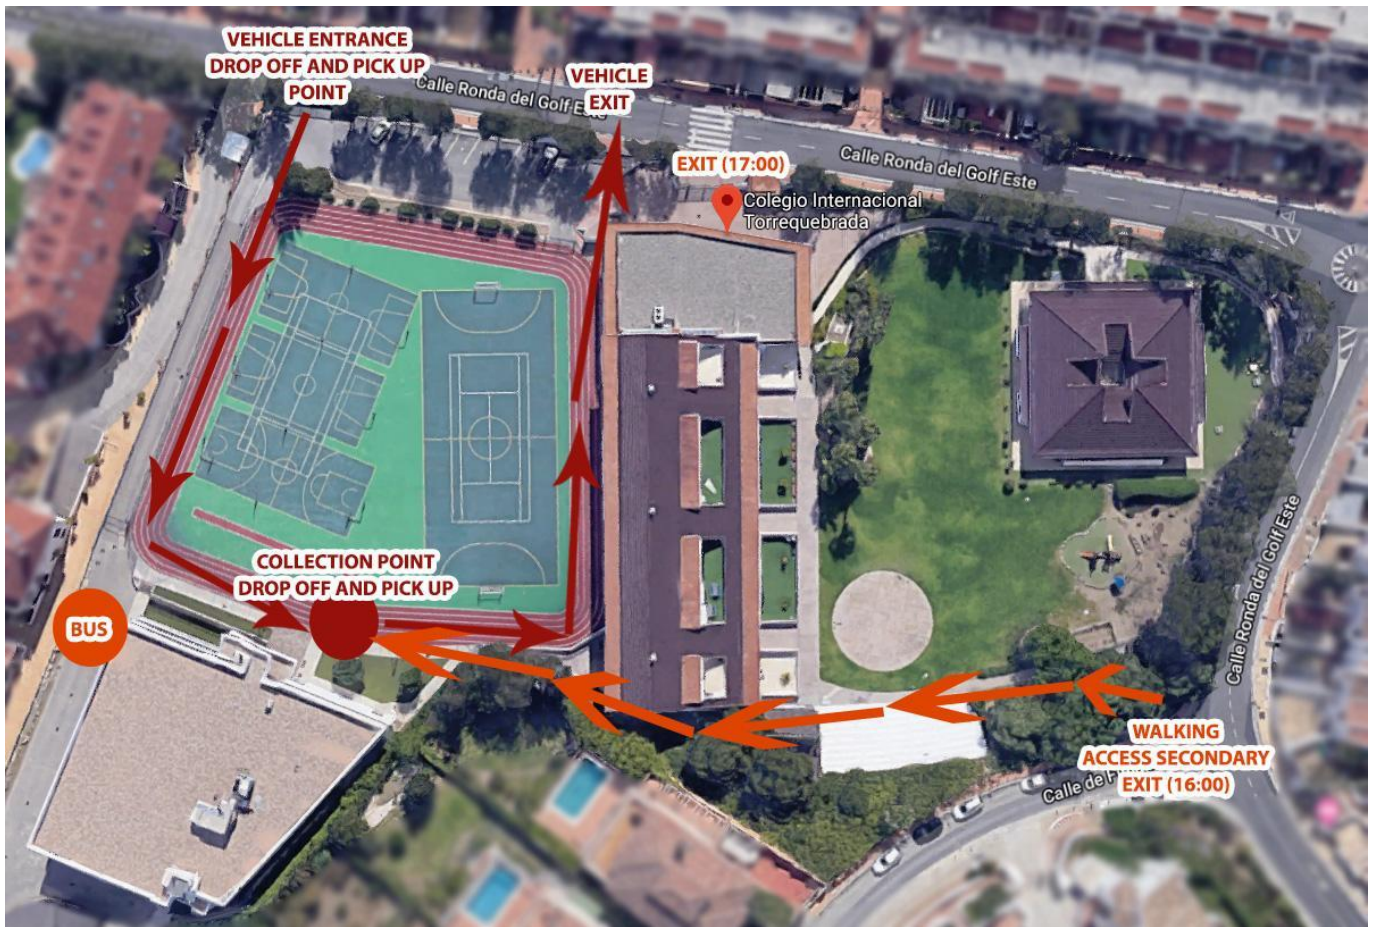 VEHICLE ENTRANCE
DROP OFF AND PICK UP
POINT
VEHICLE
EXIT
Calle Ronda del Golf Este
EXIT (17:00)
Calle Ronda del Golf Este
Colegio Internacional
Torrequebrada
COLLECTION POINT
DROP OFF AND PICK UP
BUS
Calle Ronda del Golf Este
WALKING
ACCESS SECONDARY
EXIT (16:00)
Calle de